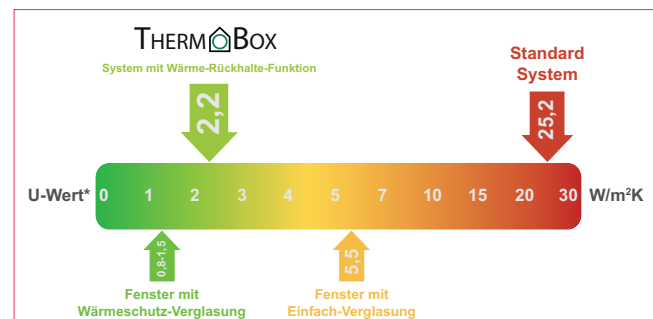 THERMOBOX
System mit Wärme-Rückhalte-Funktion
2,2
Standard
System
25,2
U-Wert* 0 1 2 3 4 5 7 10 15 20 30 W/m²K
0,8-1,5
Fenster mit
Wärmeschutz-Verglasung
5,5
Fenster mit
Einfach-Verglasung